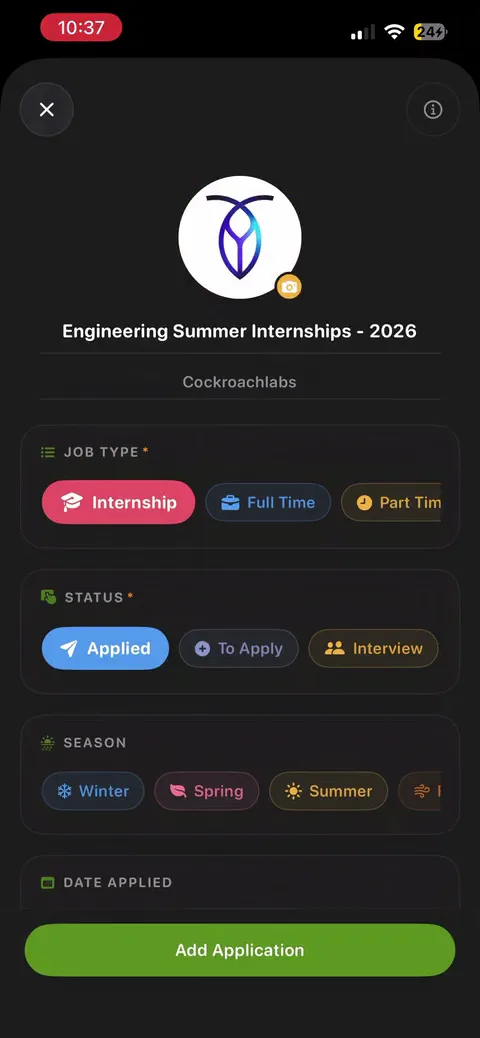 10:37
24
Engineering Summer Internships - 2026
Cockroachlabs
JOB TYPE *
Internship Full Time Part Tim
STATUS *
Applied To Apply Interview
SEASON
Winter Spring Summer
DATE APPLIED
Add Application